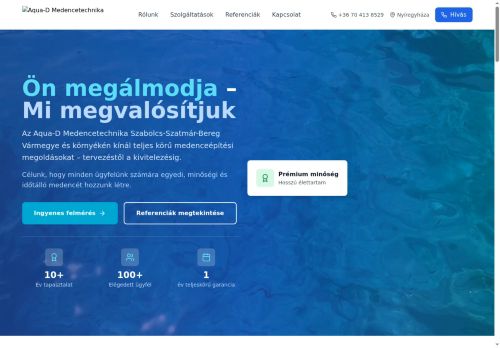 Aqua-D Medencetechnika
Rólunk Szolgáltatások Referenciák Kapcsolat
+36 70 413 8529 Nyíregyháza Hívás
Ön megálmodja –
Mi megvalósítjuk
Az Aqua-D Medencetechnika Szabolcs-Szatmár-Bereg
Vármegye és környékén kínál teljes körű medenceépítési
megoldásokat – tervezéstől a kivitelezésig.
Célunk, hogy minden ügyfelünk számára egyedi, minőségi és
időtálló medencét hozzunk létre.
Prémium minőség
Hosszú élettartam
Ingyenes felmérés →
Referenciák megtekintése
10+ 100+ 1
Év tapasztalat Elégedett ügyfél év teljeskörű garancia